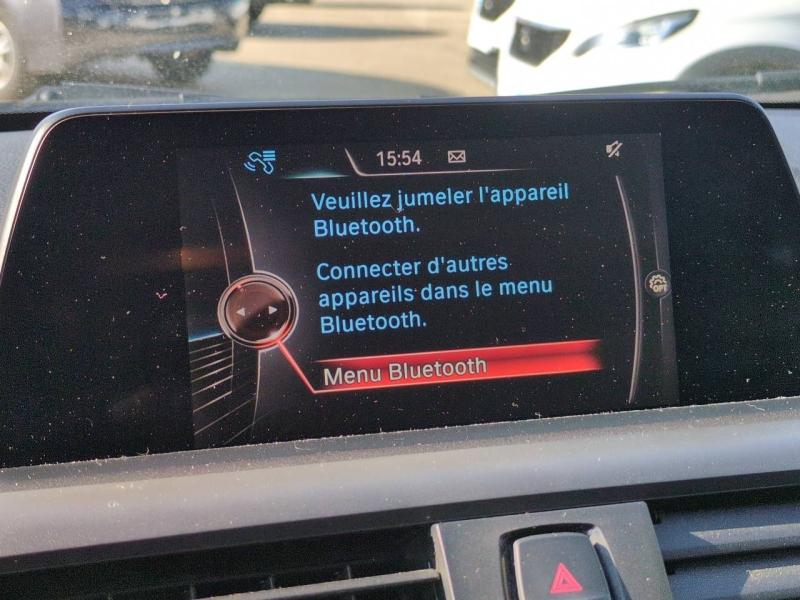 15:54
Veuillez jumeler l'appareil
Bluetooth.
Connecter d'autres
appareils dans le menu
Bluetooth.
OPT
Menu Bluetooth